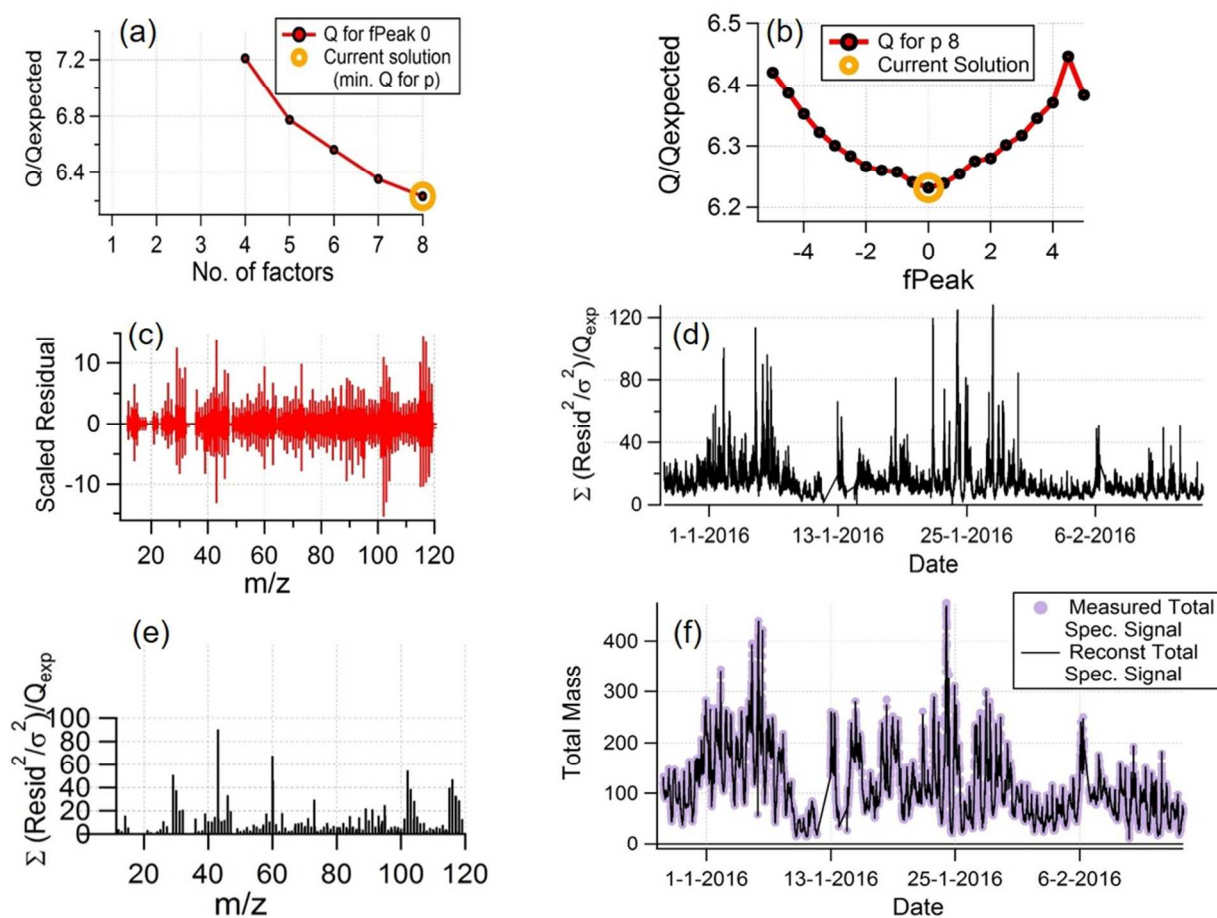 (a)
Q for fPeak 0
Current solution
(min. Q for p)
7.2
6.8
6.4
Q/Qexpected
1 2 3 4 5 6 7 8
No. of factors
(b)
Q for p 8
Current Solution
6.5
6.4
6.3
6.2
Q/Qexpected
-4 -2 0 2 4
fPeak
(c)
10
0
-10
Scaled Residual
20 40 60 80 100 120
m/z
(d)
120
80
40
0
Σ (Resid²/σ²)/Qexp
1-1-2016 13-1-2016 25-1-2016 6-2-2016
Date
(e)
100
80
60
40
20
0
Σ (Resid²/σ²)/Qexp
20 40 60 80 100 120
m/z
(f)
Measured Total
Spec. Signal
Reconst Total
Spec. Signal
400
300
200
100
0
Total Mass
1-1-2016 13-1-2016 25-1-2016 6-2-2016
Date